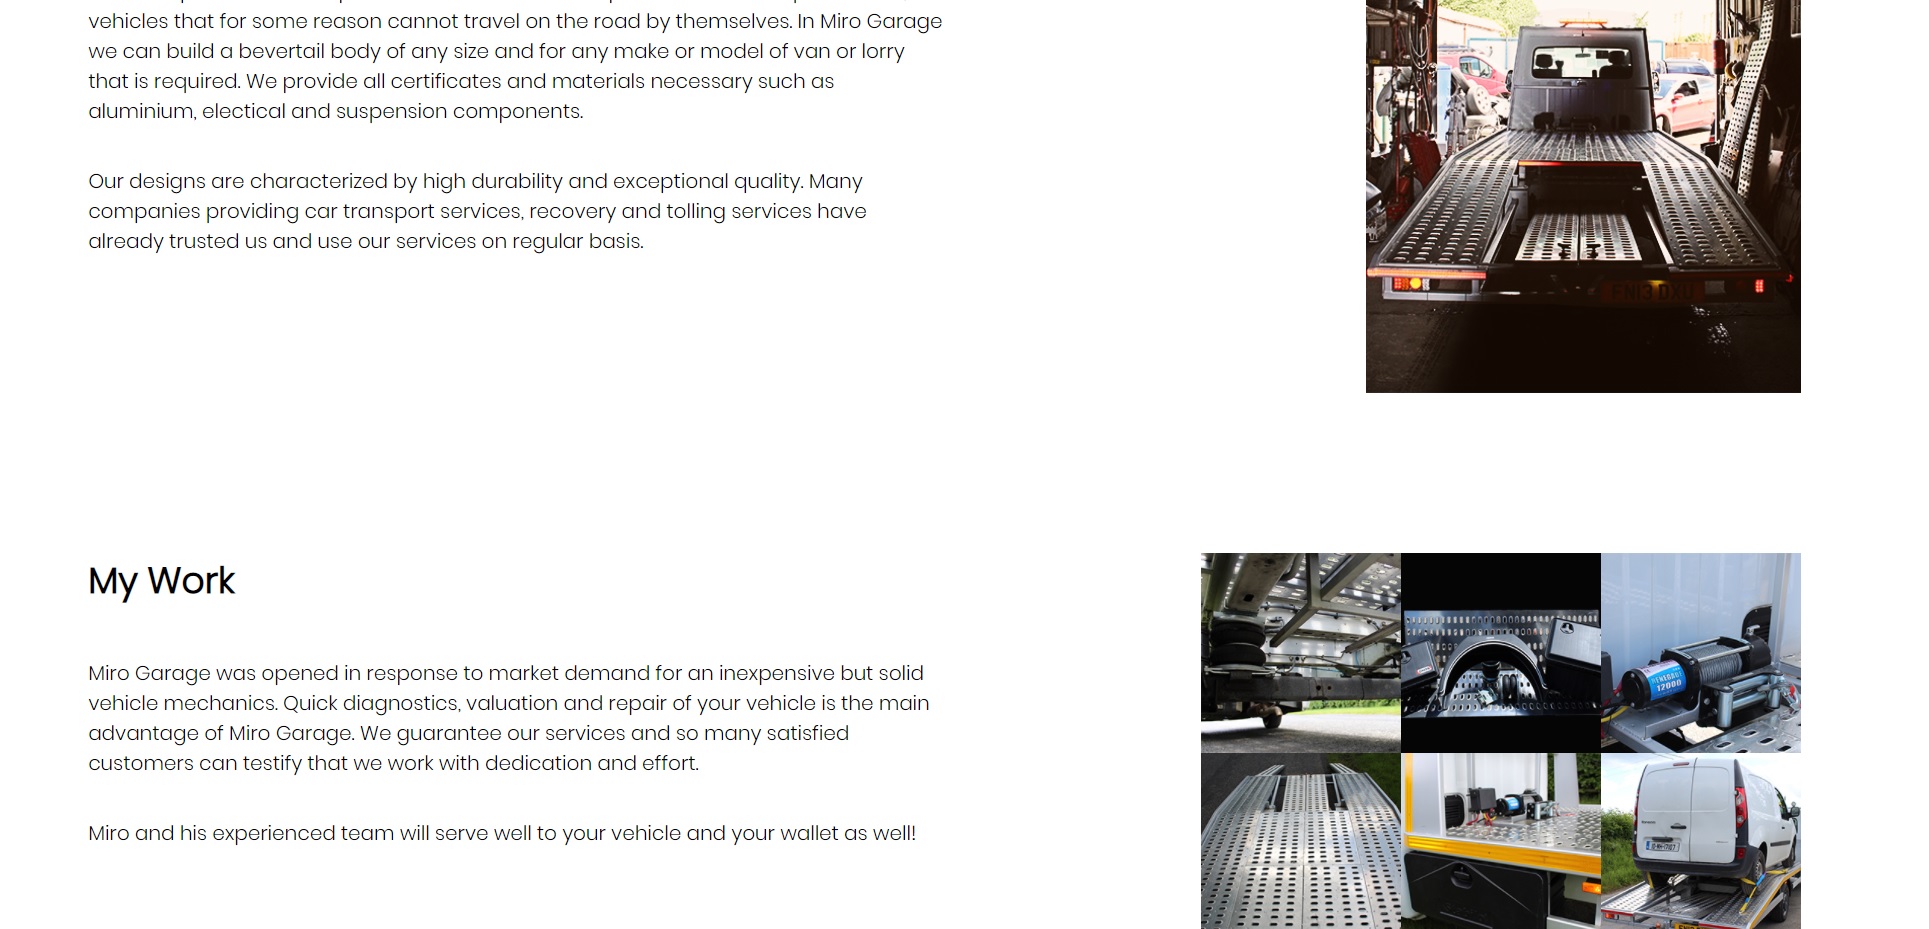 vehicles that for some reason cannot travel on the road by themselves. In Miro Garage
we can build a bevertail body of any size and for any make or model of van or lorry
that is required. We provide all certificates and materials necessary such as
aluminium, electical and suspension components.
Our designs are characterized by high durability and exceptional quality. Many
companies providing car transport services, recovery and tolling services have
already trusted us and use our services on regular basis.
FN13 DXU
My Work
Miro Garage was opened in response to market demand for an inexpensive but solid
vehicle mechanics. Quick diagnostics, valuation and repair of your vehicle is the main
advantage of Miro Garage. We guarantee our services and so many satisfied
customers can testify that we work with dedication and effort.
Miro and his experienced team will serve well to your vehicle and your wallet as well!
RENEGADE
12000